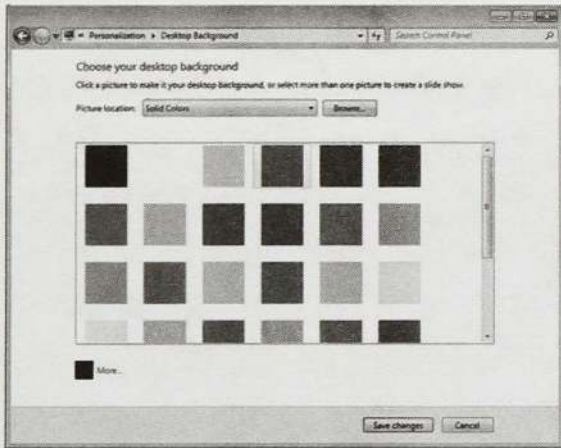 « Personalization ▸ Desktop Background
Search Control Panel
Choose your desktop background
Click a picture to make it your desktop background, or select more than one picture to create a slide show.
Picture location: Solid Colors Browse...
More...
Save changes Cancel